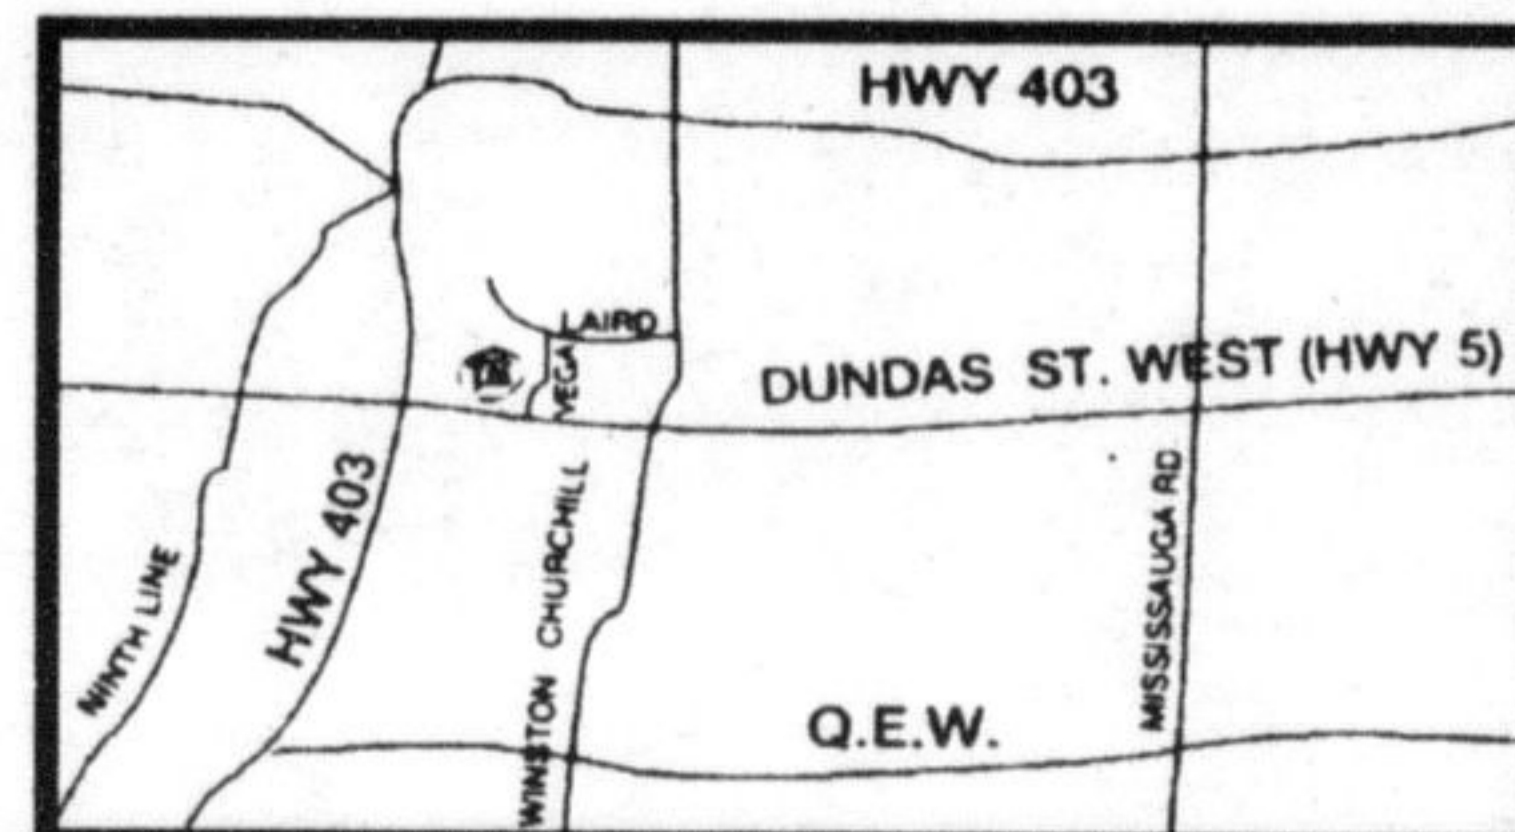 HWY 403
LAIRD
VEGA
DUNDAS ST. WEST (HWY 5)
NINTH LINE
HWY 403
WINSTON CHURCHILL
MISSISSAUGA RD
Q.E.W.